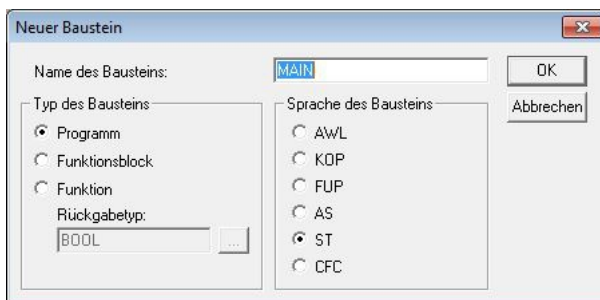 Neuer Baustein
Name des Bausteins:
MAIN
OK
Abbrechen
Typ des Bausteins
Programm
Funktionsblock
Funktion
Rückgabetyp:
BOOL
...
Sprache des Bausteins
AWL
KOP
FUP
AS
ST
CFC